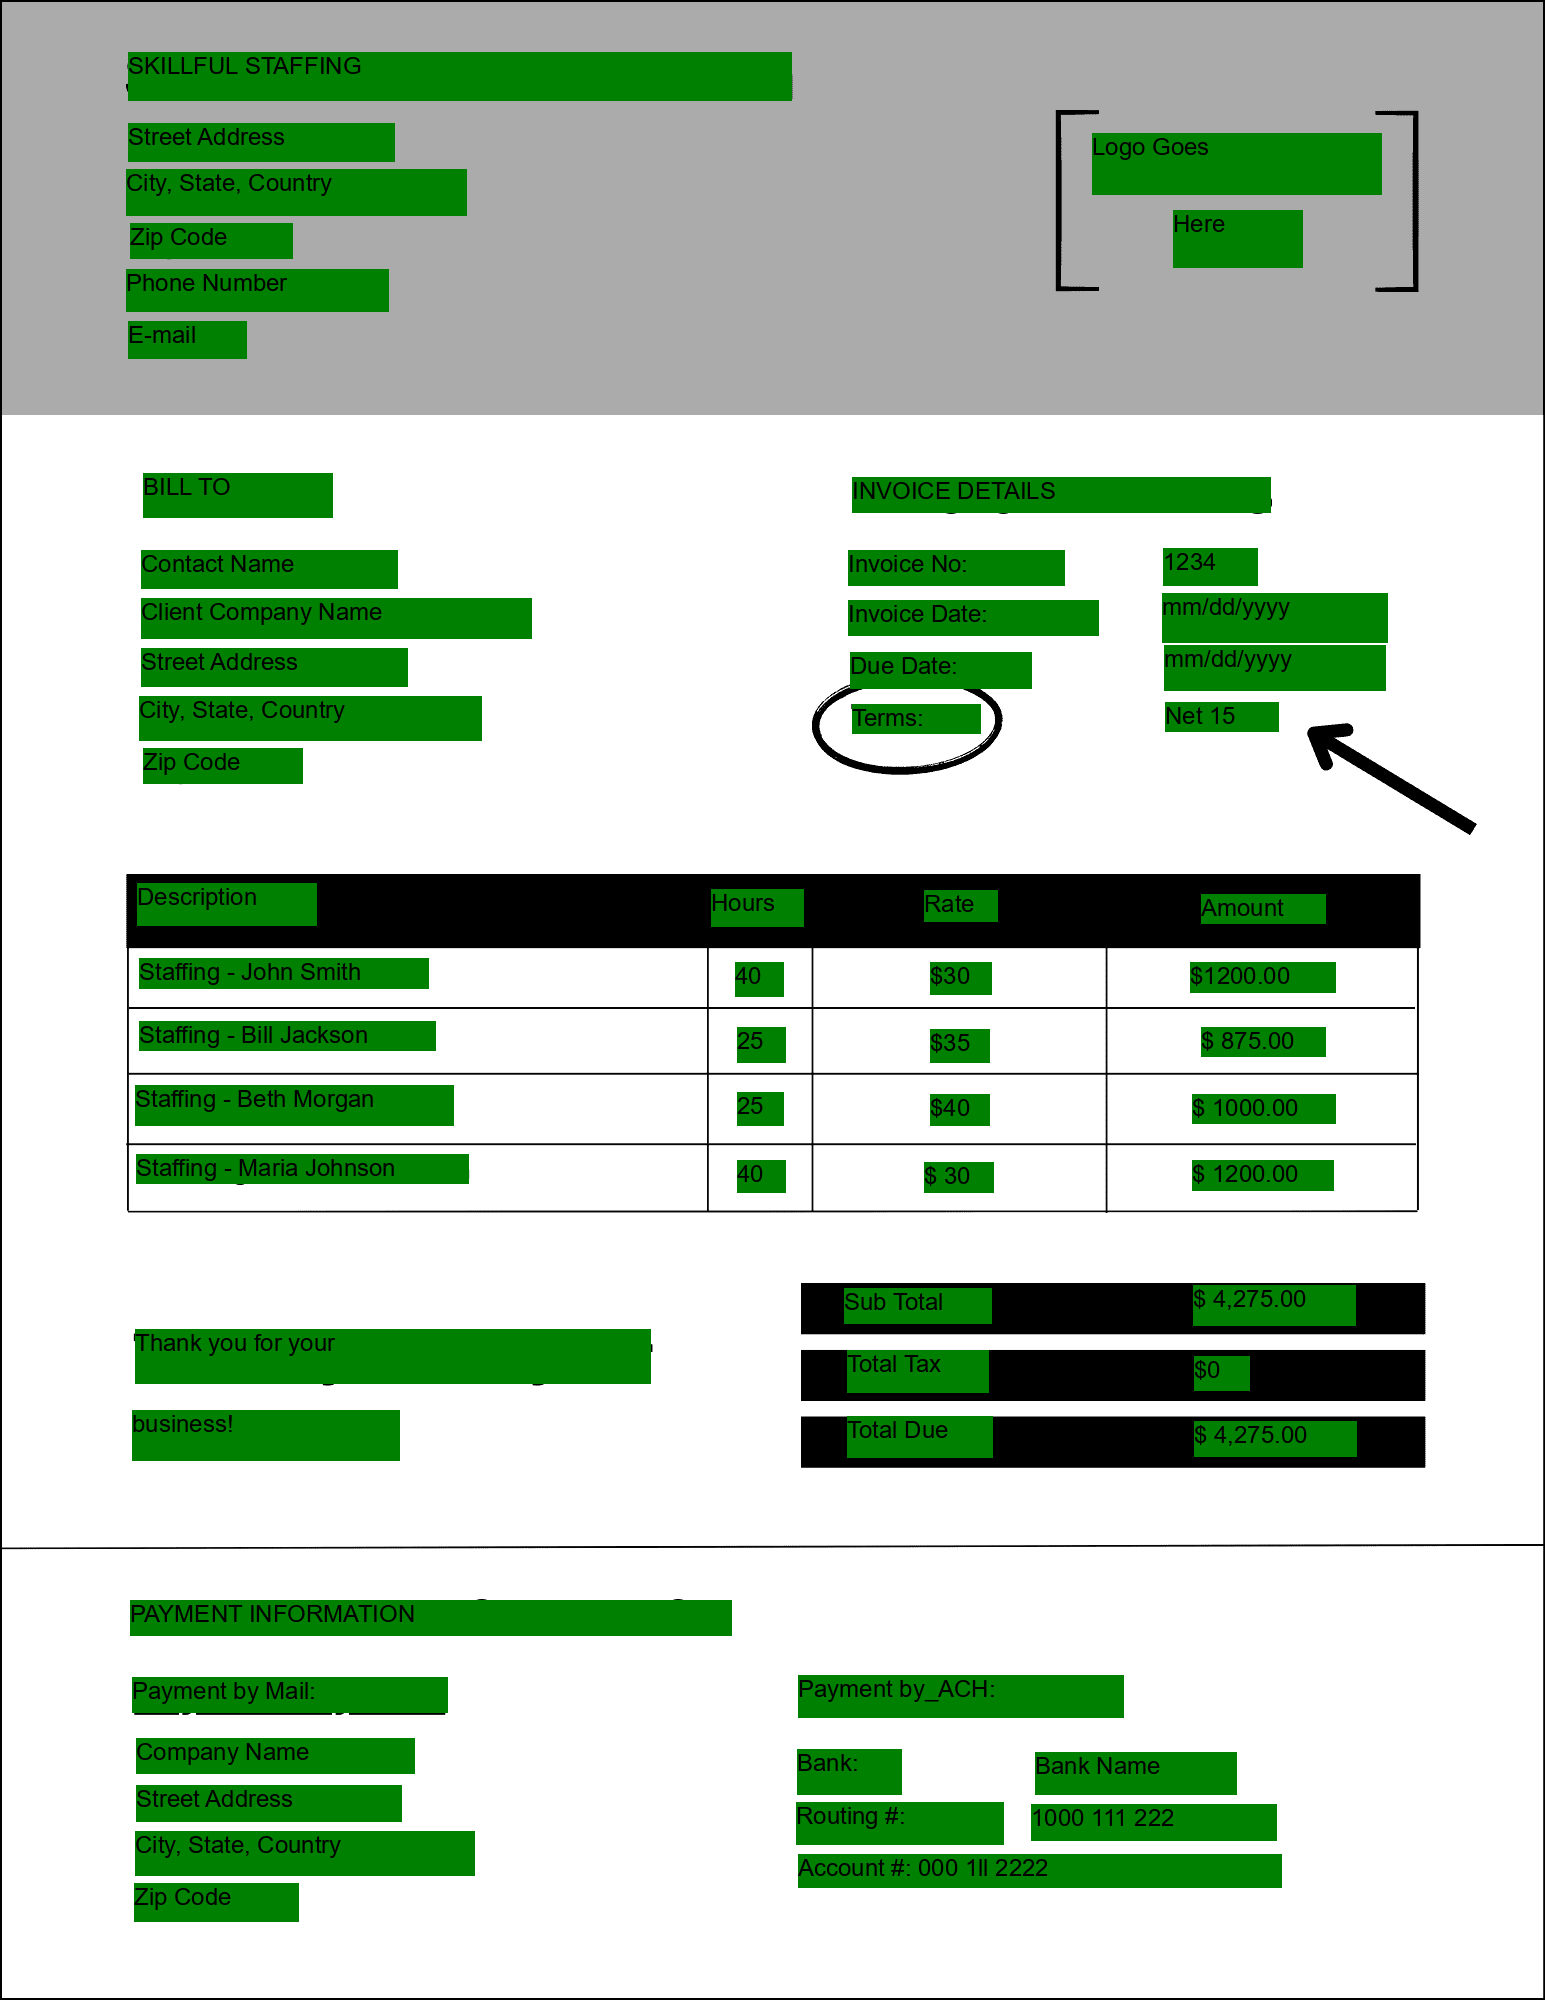 SKILLFUL STAFFING
Street Address
City, State, Country
Zip Code
Phone Number
E-mail
Logo Goes
Here
BILL TO
Contact Name
Client Company Name
Street Address
City, State, Country
Zip Code
INVOICE DETAILS
Invoice No: 1234
Invoice Date: mm/dd/yyyy
Due Date: mm/dd/yyyy
Terms: Net 15
Description Hours Rate Amount
Staffing - John Smith 40 $30 $1200.00
Staffing - Bill Jackson 25 $35 $ 875.00
Staffing - Beth Morgan 25 $40 $ 1000.00
Staffing - Maria Johnson 40 $ 30 $ 1200.00
Sub Total $ 4,275.00
Total Tax $0
Total Due $ 4,275.00
Thank you for your
business!
PAYMENT INFORMATION
Payment by Mail:
Company Name
Street Address
City, State, Country
Zip Code
Payment by_ACH:
Bank: Bank Name
Routing #: 1000 111 222
Account #: 000 1ll 2222